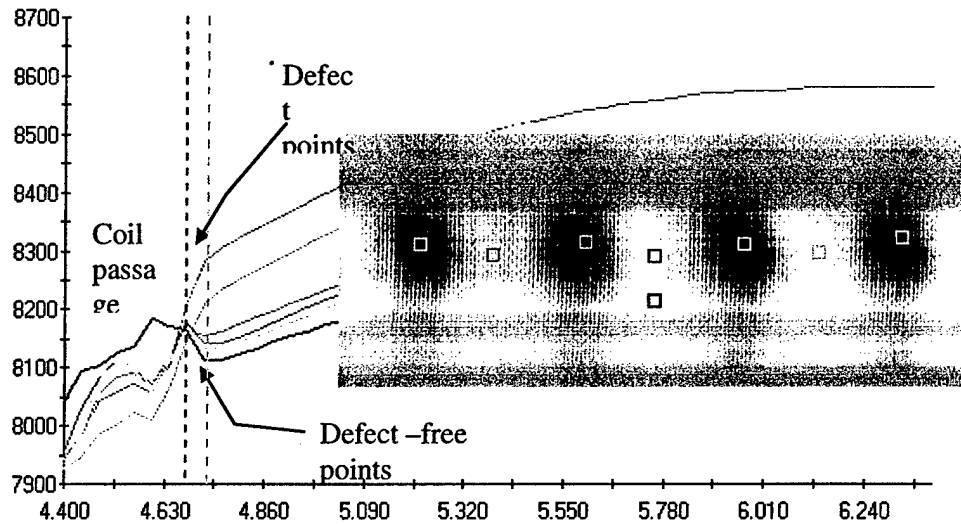 8700
8600
8500
8400
8300
8200
8100
8000
7900
Defec
t
points
Coil
passa
ge
Defect –free
points
4.400 4.630 4.860 5.090 5.320 5.550 5.780 6.010 6.240